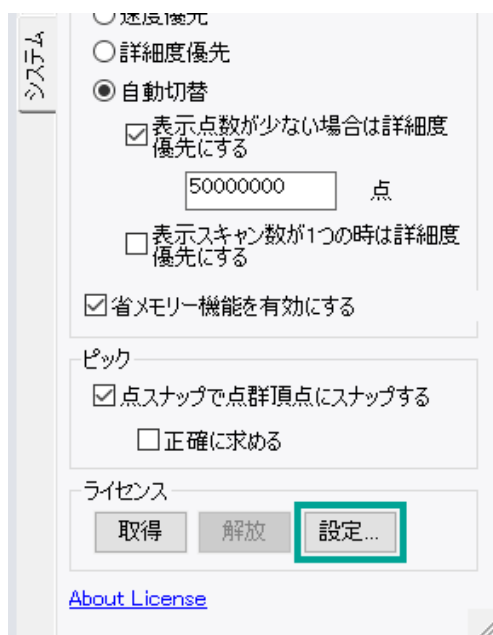 速度優先
システム
詳細度優先
自動切替
表示点数が少ない場合は詳細度
優先にする
50000000 点
表示スキャン数が1つの時は詳細度
優先にする
省メモリー機能を有効にする
ピック
点スナップで点群頂点にスナップする
正確に求める
ライセンス
取得 解放 設定...
About License